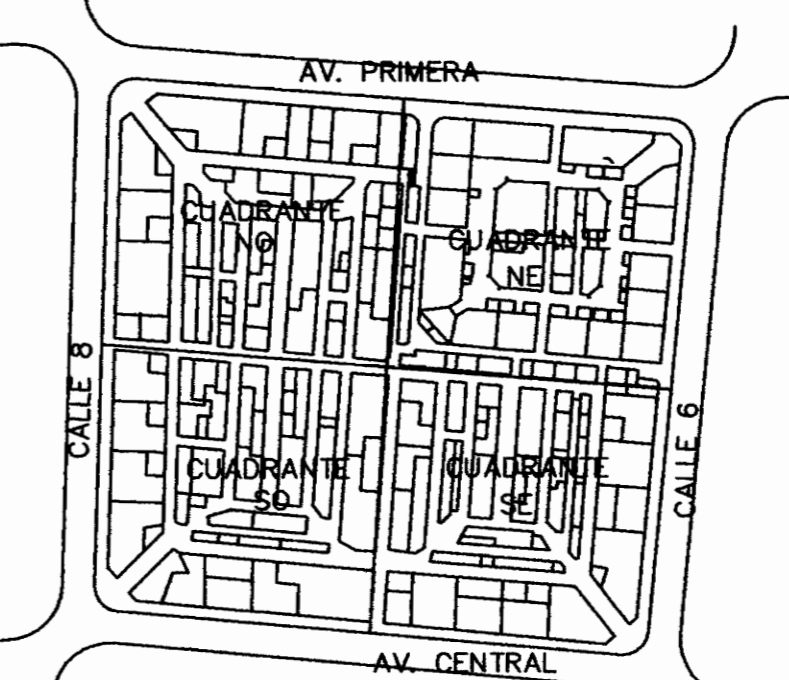 AV. PRIMERA
CUADRANTE
NO
CUADRANTE
NE
CALLE 8
CALLE 6
CUADRANTE
SO
CUADRANTE
SE
AV. CENTRAL